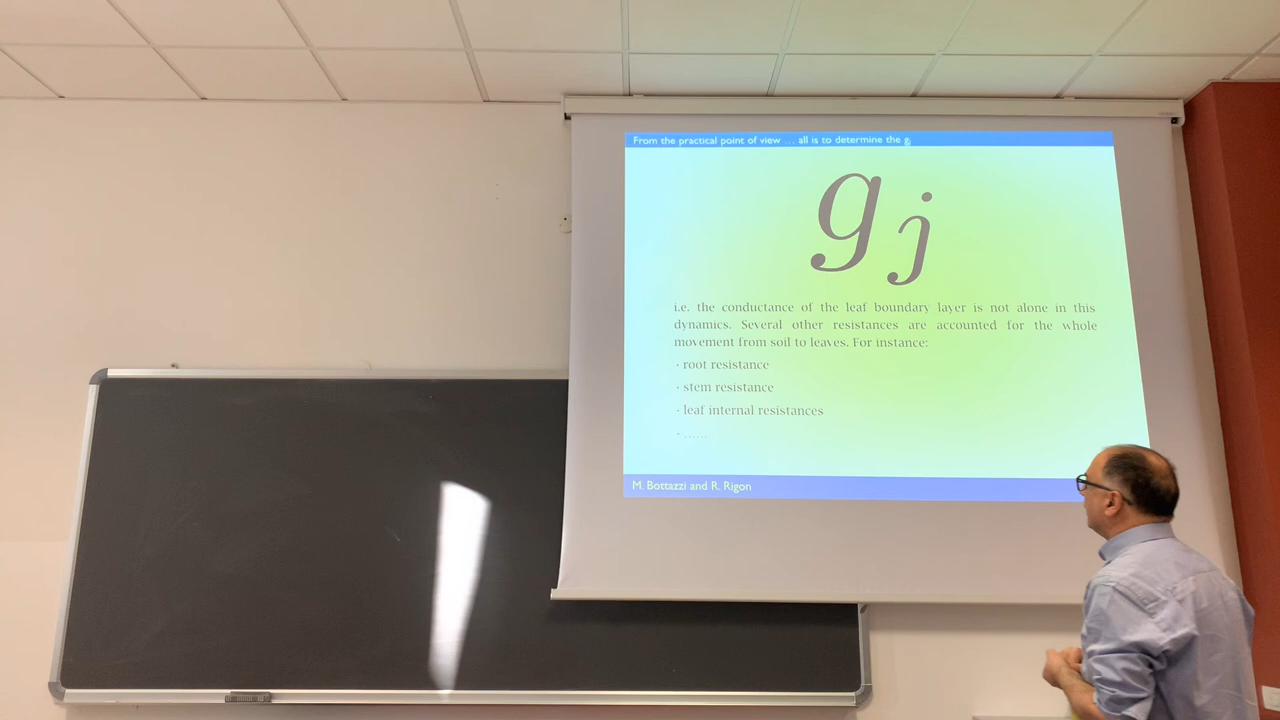 From the practical point of view ... all is to determine the gj
gj
i.e. the conductance of the leaf boundary layer is not alone in this
dynamics. Several other resistances are accounted for the whole
movement from soil to leaves. For instance:
· root resistance
· stem resistance
· leaf internal resistances
· ......
M. Bottazzi and R. Rigon